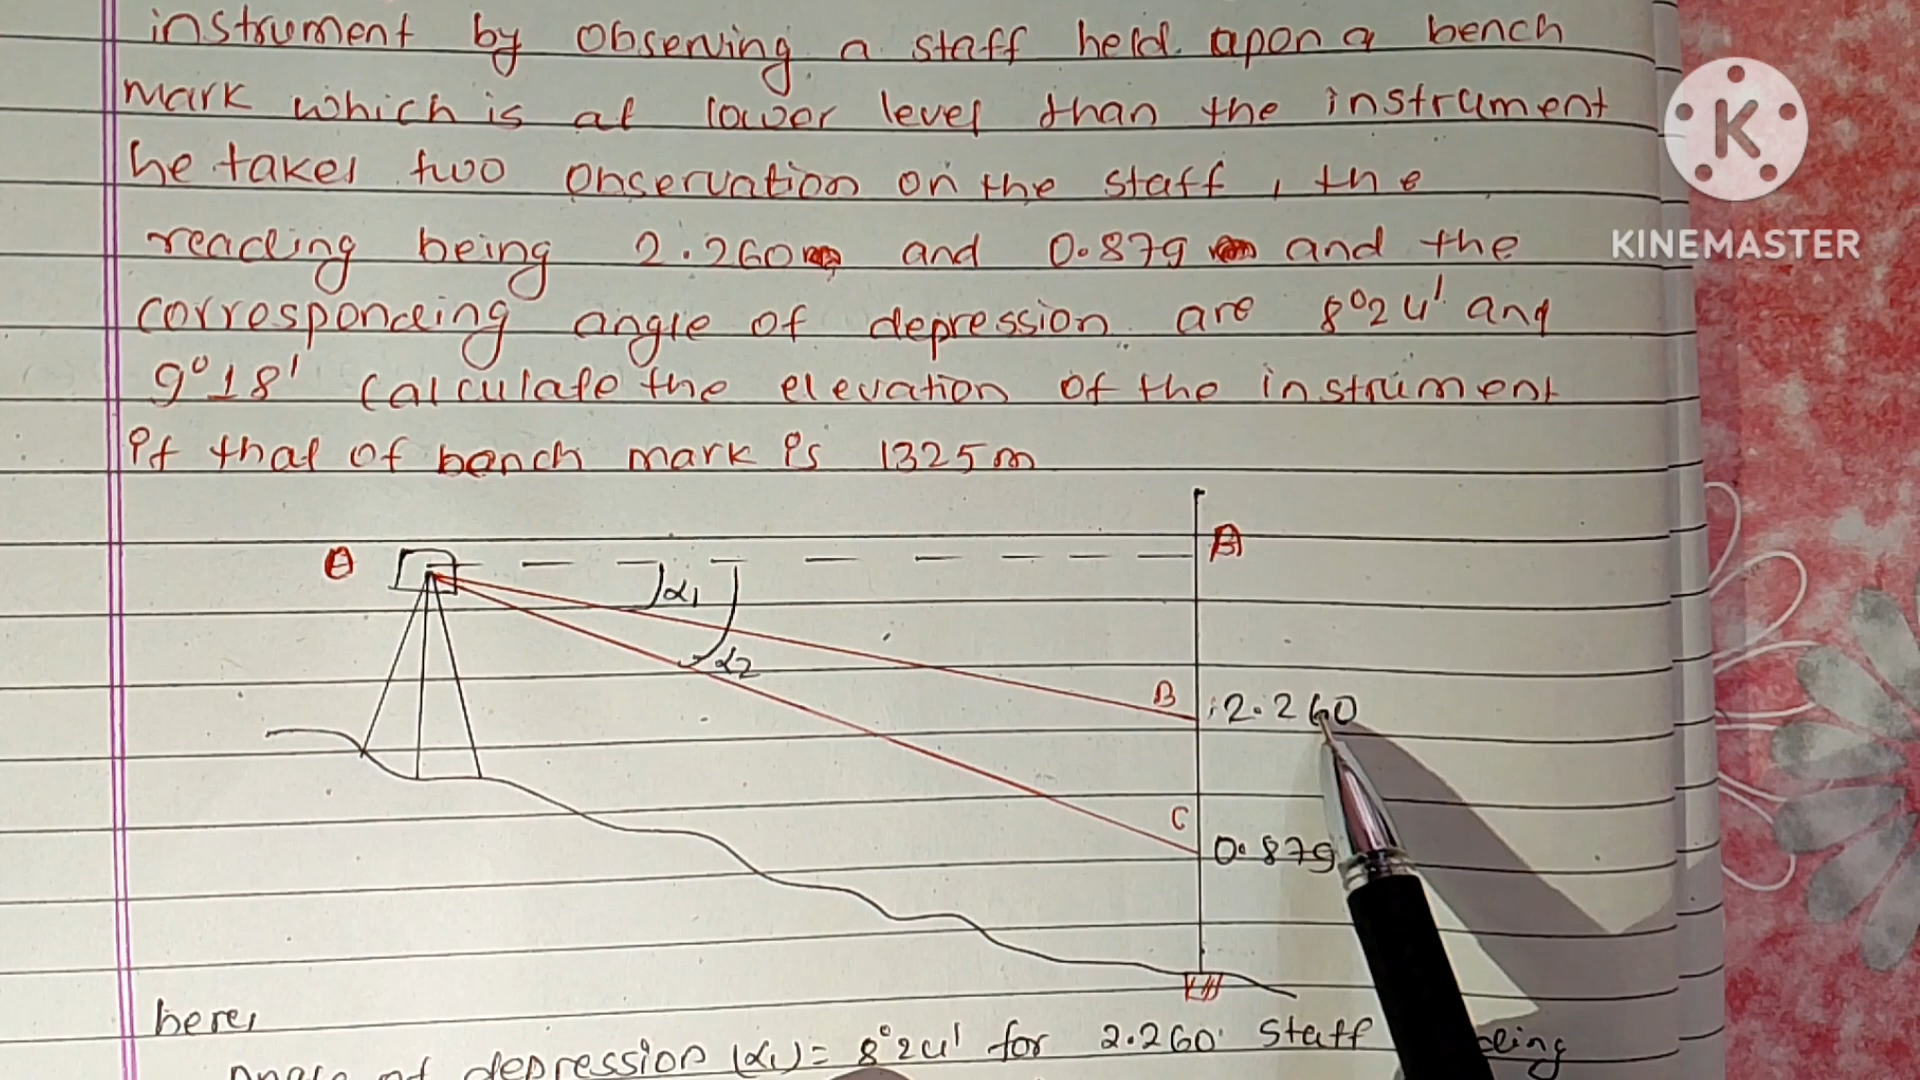 instrument by observing a staff held apon a bench
mark which is at lower level than the instrument
he takes two onservation on the staff, the
reading being 2.260 and 0.879 and the
corresponding angle of depression are 8°24' and
9°18' Calculate the elevation of the instrument
if that of bench mark is 1325m
K
KINEMASTER
A
α1
α2
B
2.260
C
0.879
here,
Angle of depression (α1) = 8°24' for 2.260 staff